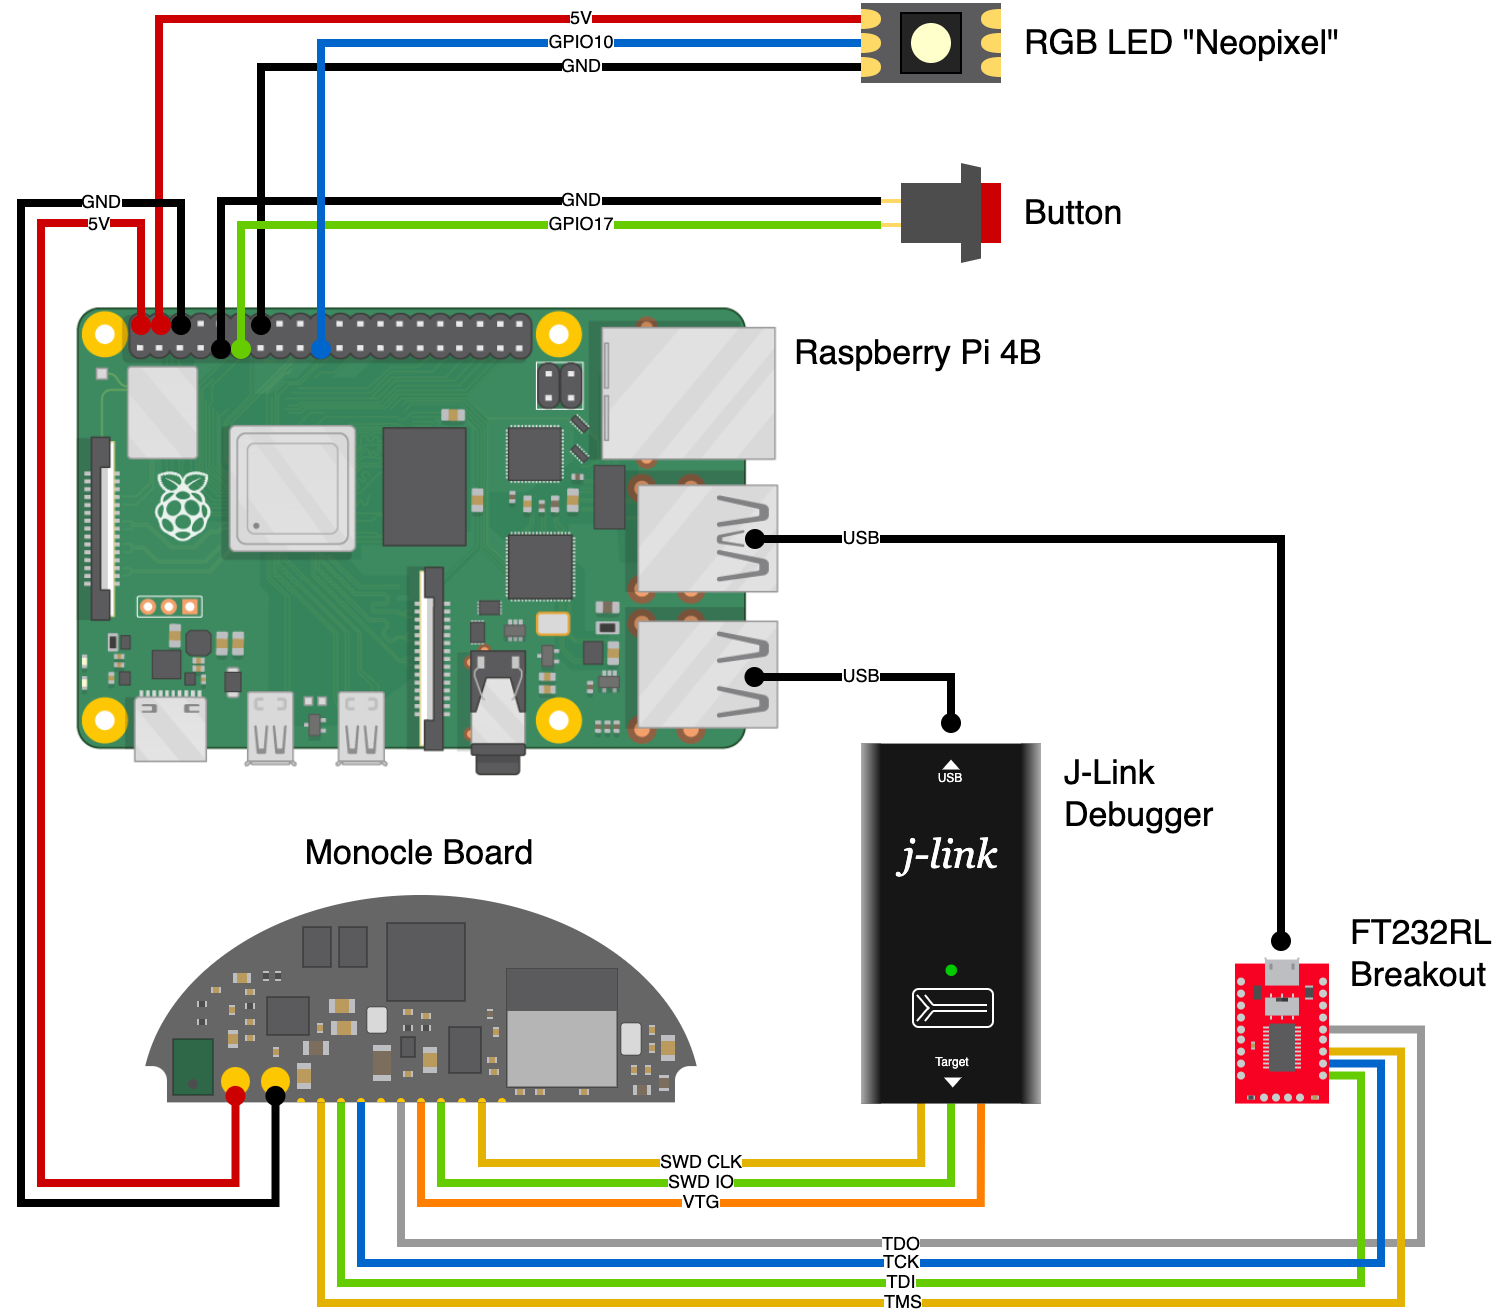 5V
GPIO10
GND
RGB LED "Neopixel"
GND
GPIO17
Button
GND
5V
Raspberry Pi 4B
USB
USB
J-Link
Debugger
USB
j-link
Target
Monocle Board
FT232RL
Breakout
SWD CLK
SWD IO
VTG
TDO
TCK
TDI
TMS